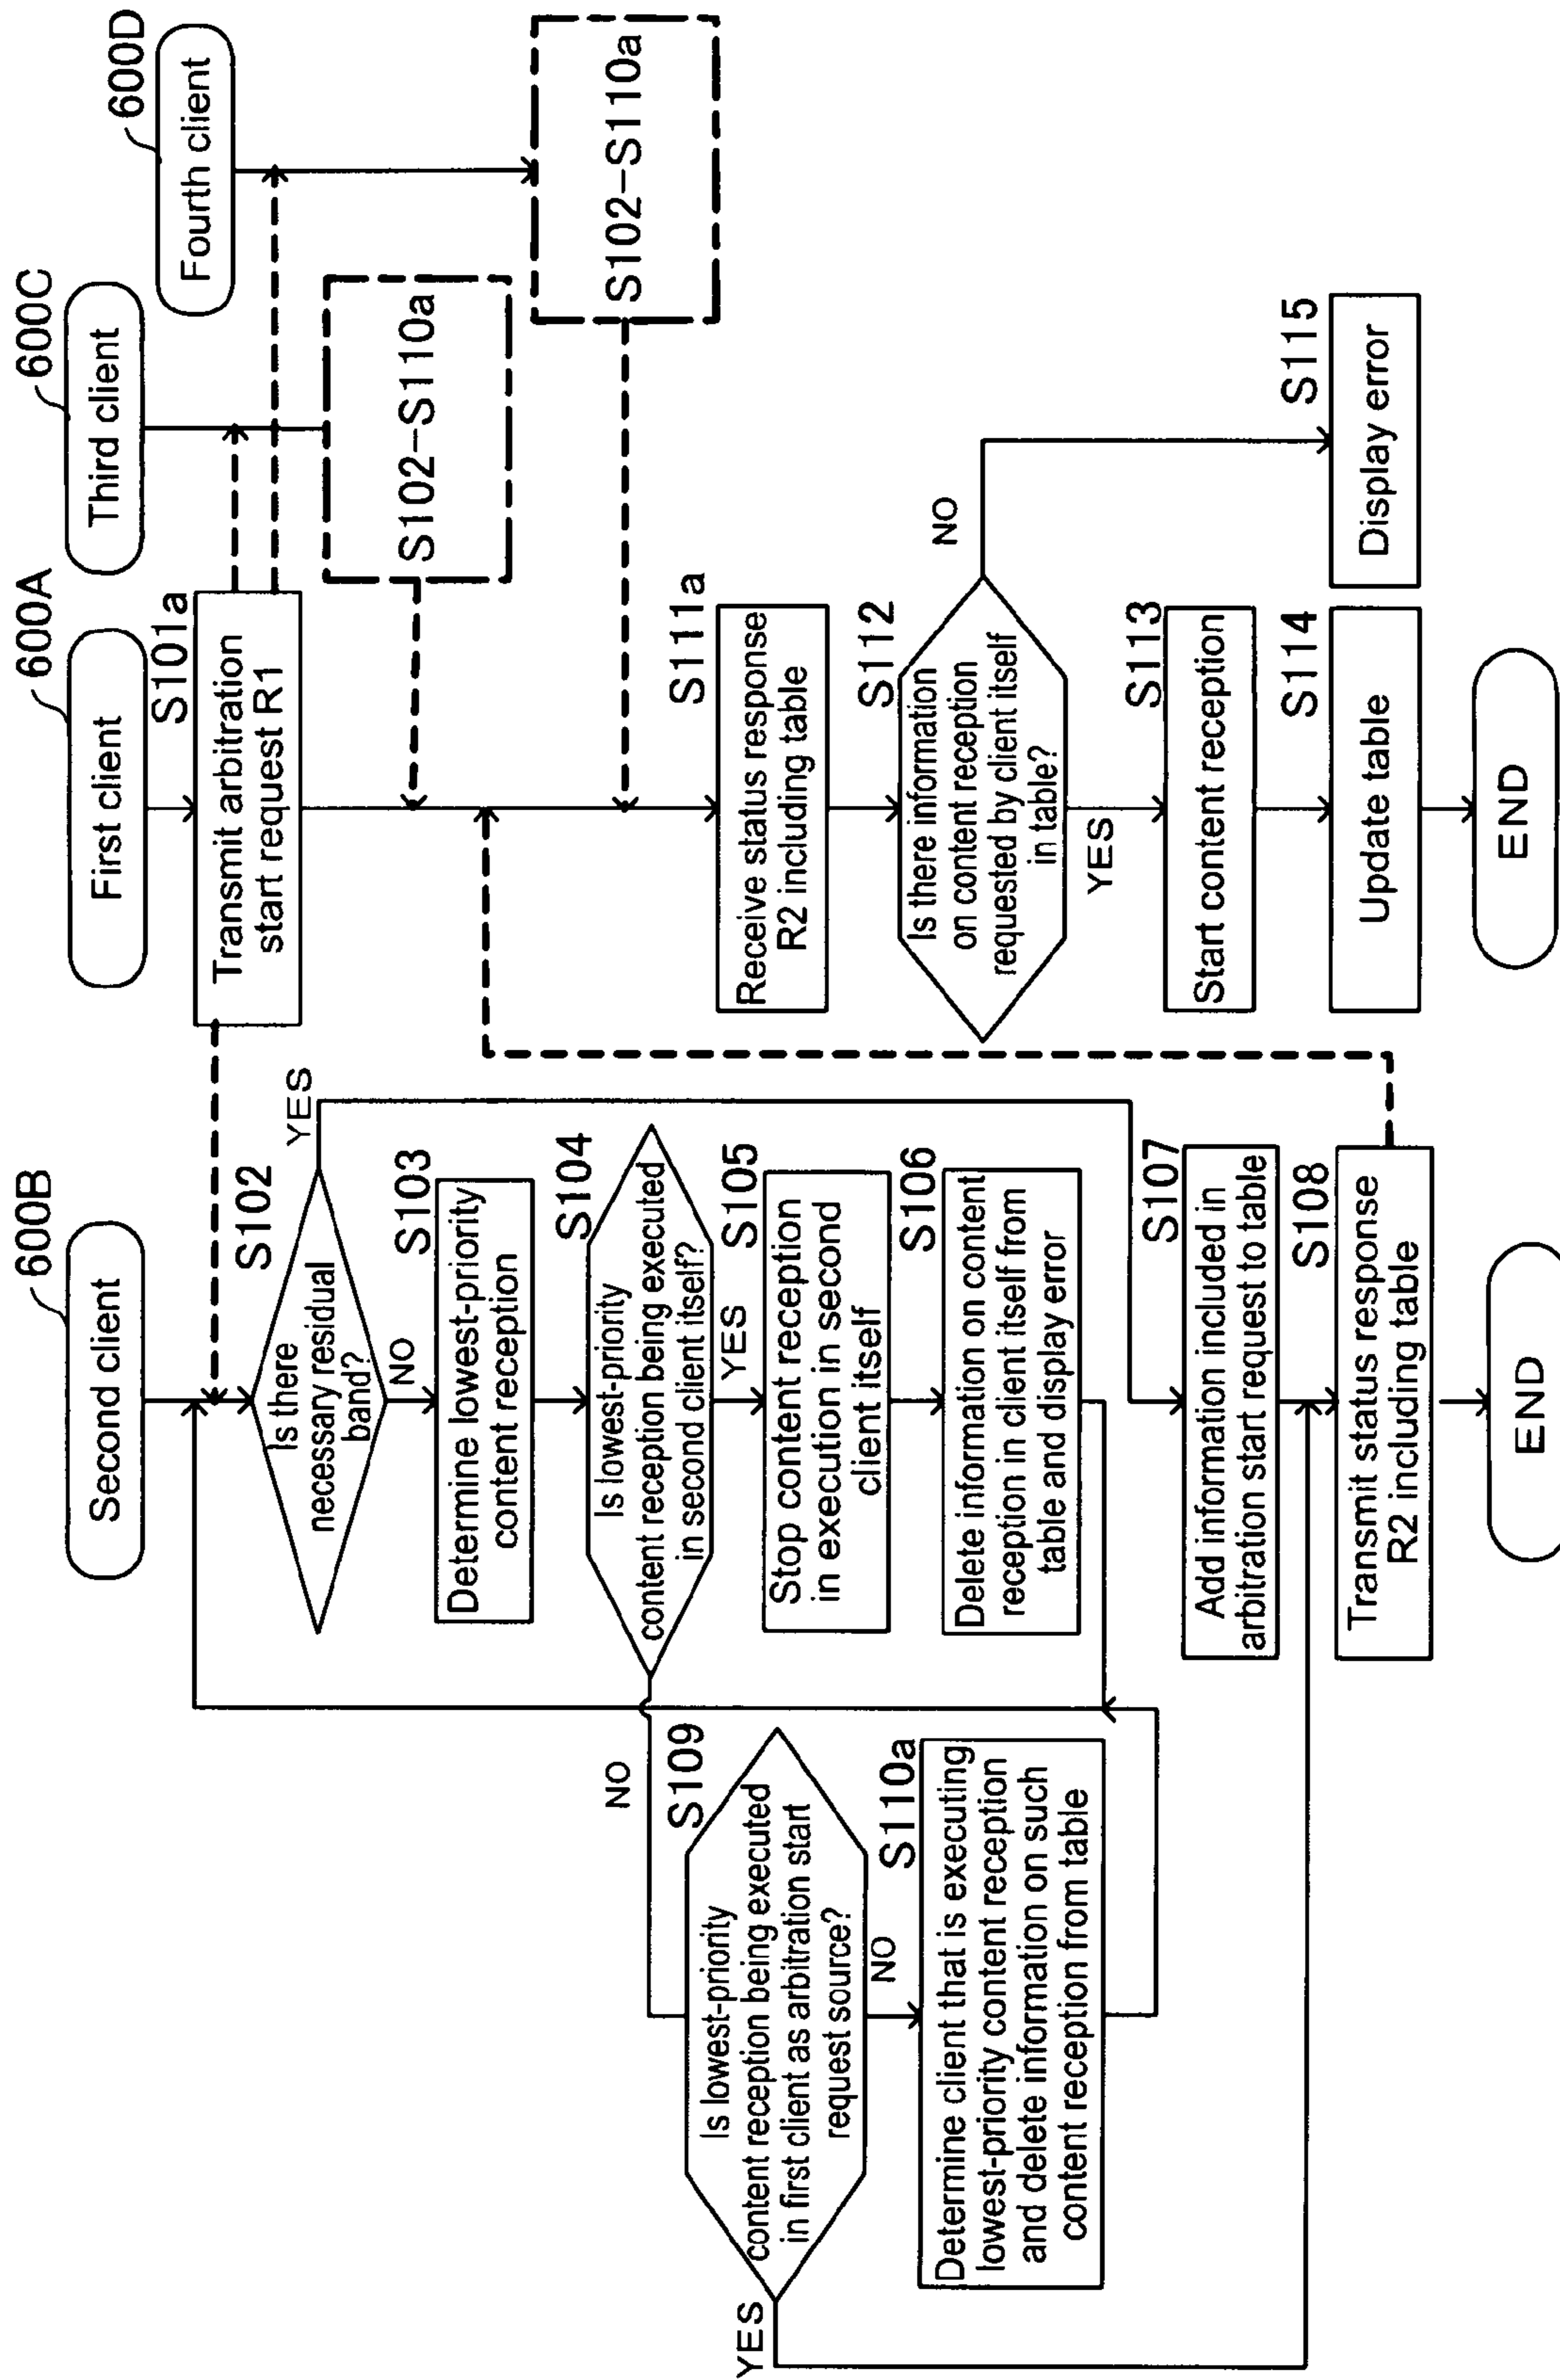 600B
Second client
S102
Is there
necessary residual
band?
YES
NO
S103
Determine lowest-priority
content reception
S104
Is lowest-priority
content reception being executed
in second client itself?
NO
YES
S105
Stop content reception
in execution in second
client itself
S106
Delete information on content
reception in client itself from
table and display error
S109
Is lowest-priority
content reception being executed
in first client as arbitration start
request source?
YES
NO
S110a
Determine client that is executing
lowest-priority content reception
and delete information on such
content reception from table
S107
Add information included in
arbitration start request to table
S108
Transmit status response
R2 including table
END
600A
First client
S101a
Transmit arbitration
start request R1
S111a
Receive status response
R2 including table
S112
Is there information
on content reception
requested by client itself
in table?
NO
YES
S113
Start content reception
S114
Update table
END
S115
Display error
600C
Third client
S102-S110a
600D
Fourth client
S102-S110a